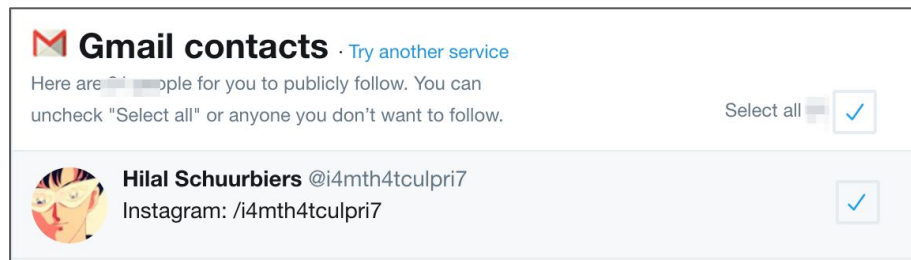 Gmail contacts · Try another service
Here are ople for you to publicly follow. You can
uncheck "Select all" or anyone you don't want to follow.
Select all
Hilal Schuurbiers @i4mth4tculpri7
Instagram: /i4mth4tculpri7